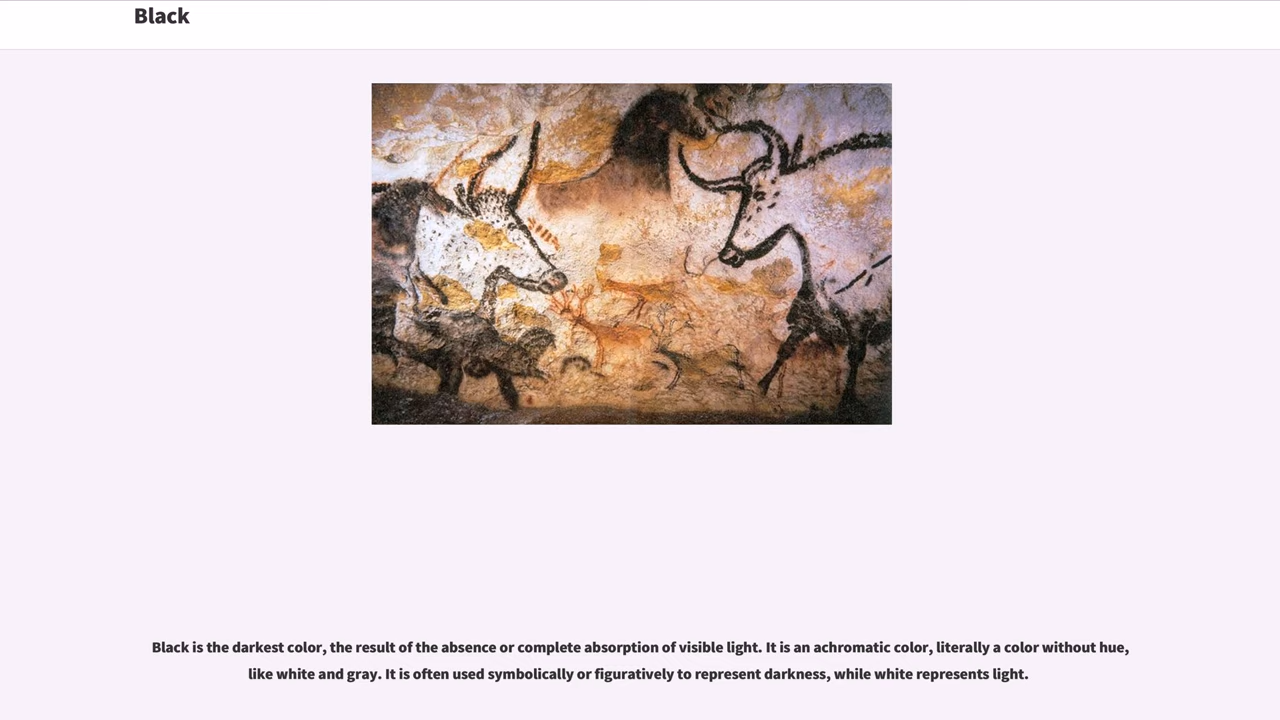 Black
Black is the darkest color, the result of the absence or complete absorption of visible light. It is an achromatic color, literally a color without hue,
like white and gray. It is often used symbolically or figuratively to represent darkness, while white represents light.